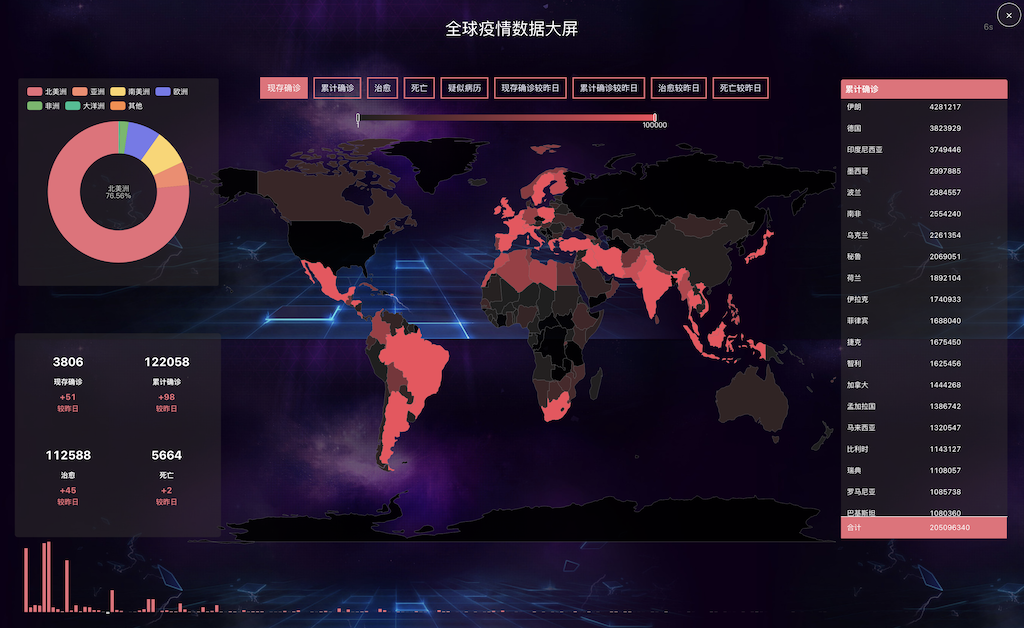 全球疫情数据大屏
×
6s
现存确诊 累计确诊 治愈 死亡 疑似病历 现存确诊较昨日 累计确诊较昨日 治愈较昨日 死亡较昨日
1 100000
北美洲 亚洲 南美洲 欧洲
非洲 大洋洲 其他
北美洲
76.56%
3806 122058
现存确诊 累计确诊
+51 +98
较昨日 较昨日
112588 5664
治愈 死亡
+45 +2
较昨日 较昨日
累计确诊
伊朗 4281217
德国 3823929
印度尼西亚 3749446
墨西哥 2997885
波兰 2884557
南非 2554240
乌克兰 2261354
秘鲁 2069051
荷兰 1892104
伊拉克 1740933
菲律宾 1688040
捷克 1675450
智利 1625456
加拿大 1444268
孟加拉国 1386742
马来西亚 1320547
比利时 1143127
瑞典 1108057
罗马尼亚 1085738
巴基斯坦 1080360
合计 205096340